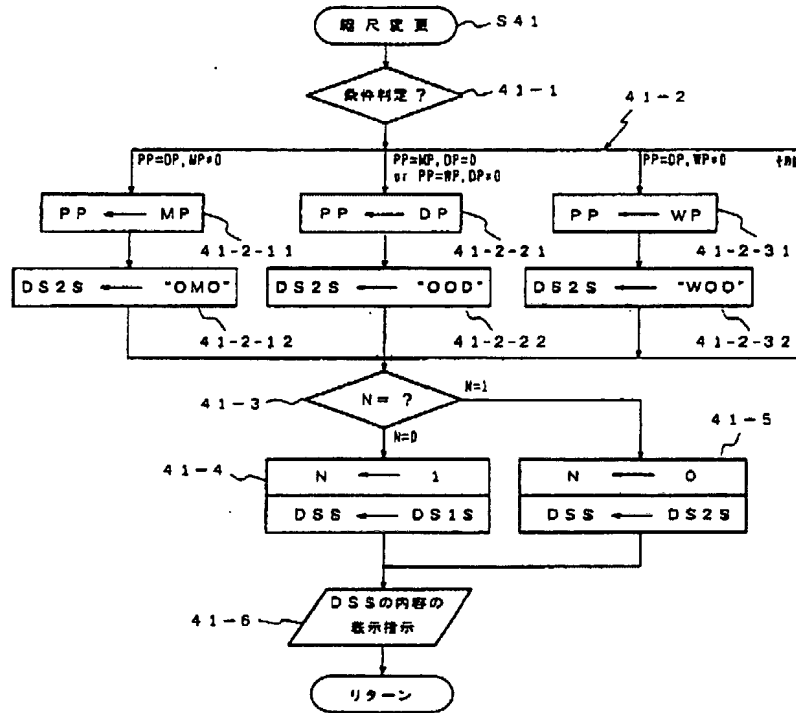 縮尺変更
S41
条件判定?
41-1
41-2
PP=DP,MP≠0
PP=MP,DP=0
or PP=WP,DP≠0
PP=DP,WP≠0
PP ← MP
PP ← DP
PP ← WP
41-2-11
41-2-21
41-2-31
DS2S ← "OMO"
DS2S ← "OOD"
DS2S ← "WOO"
41-2-12
41-2-22
41-2-32
41-3
N= ?
N=1
N=0
41-4
41-5
N ← 1
N ← 0
DSS ← DS1S
DSS ← DS2S
41-6
DSSの内容の
表示指示
リターン